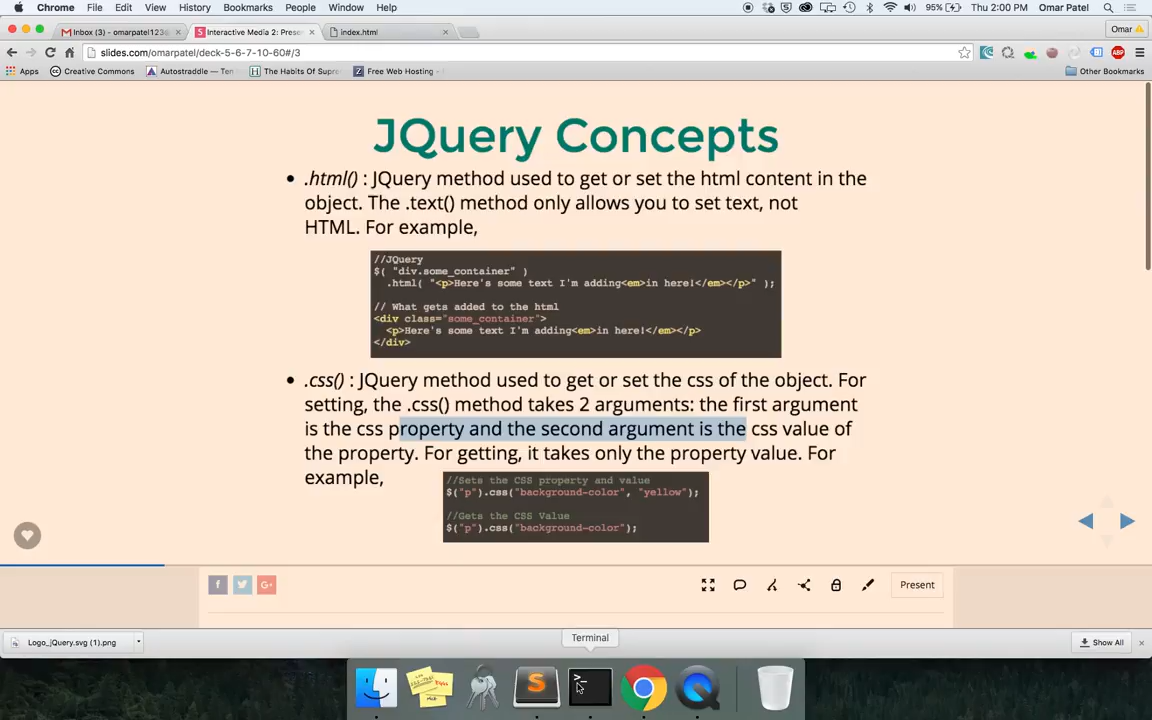 Chrome File Edit View History Bookmarks People Window Help 95% Thu 2:00 PM Omar Patel
Inbox (3) - omarpatel123@ Interactive Media 2: Presen index.html Omar
slides.com/omarpatel/deck-5-6-7-10-60#/3
Apps Creative Commons Autostraddle — Ten The Habits Of Supre Free Web Hosting - Other Bookmarks
JQuery Concepts
• .html() : JQuery method used to get or set the html content in the
object. The .text() method only allows you to set text, not
HTML. For example,
//JQuery
$( "div.some_container" )
.html( "<p>Here's some text I'm adding<em>in here!</em></p>" );
// What gets added to the html
<div class="some_container">
<p>Here's some text I'm adding<em>in here!</em></p>
</div>
• .css() : JQuery method used to get or set the css of the object. For
setting, the .css() method takes 2 arguments: the first argument
is the css property and the second argument is the css value of
the property. For getting, it takes only the property value. For
example,
//Sets the CSS property and value
$("p").css("background-color", "yellow");
//Gets the CSS Value
$("p").css("background-color");
Present
Terminal
Logo_jQuery.svg (1).png Show All